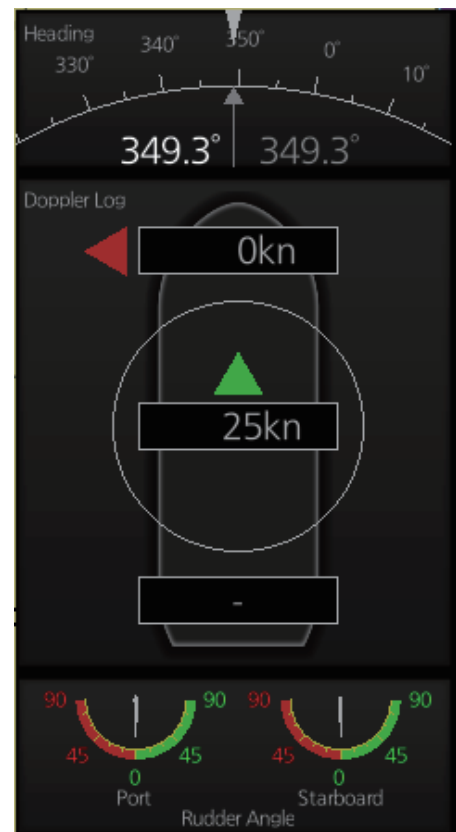 Heading
330° 340° 350° 0° 10°
349.3° 349.3°
Doppler Log
0kn
25kn
-
90 90 90 90
45 45 45 45
0 0
Port Starboard
Rudder Angle